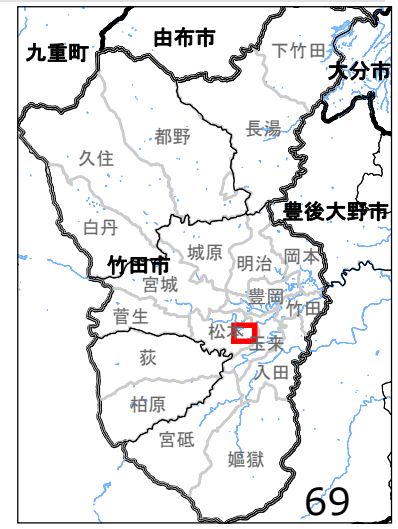 由布市
九重町
下竹田
大分市
都野
長湯
久住
豊後大野市
白丹
城原
岡本
明治
竹田市
宮城
豊岡
竹田
菅生
松本
玉来
荻
入田
柏原
宮砥
嫗獄
69